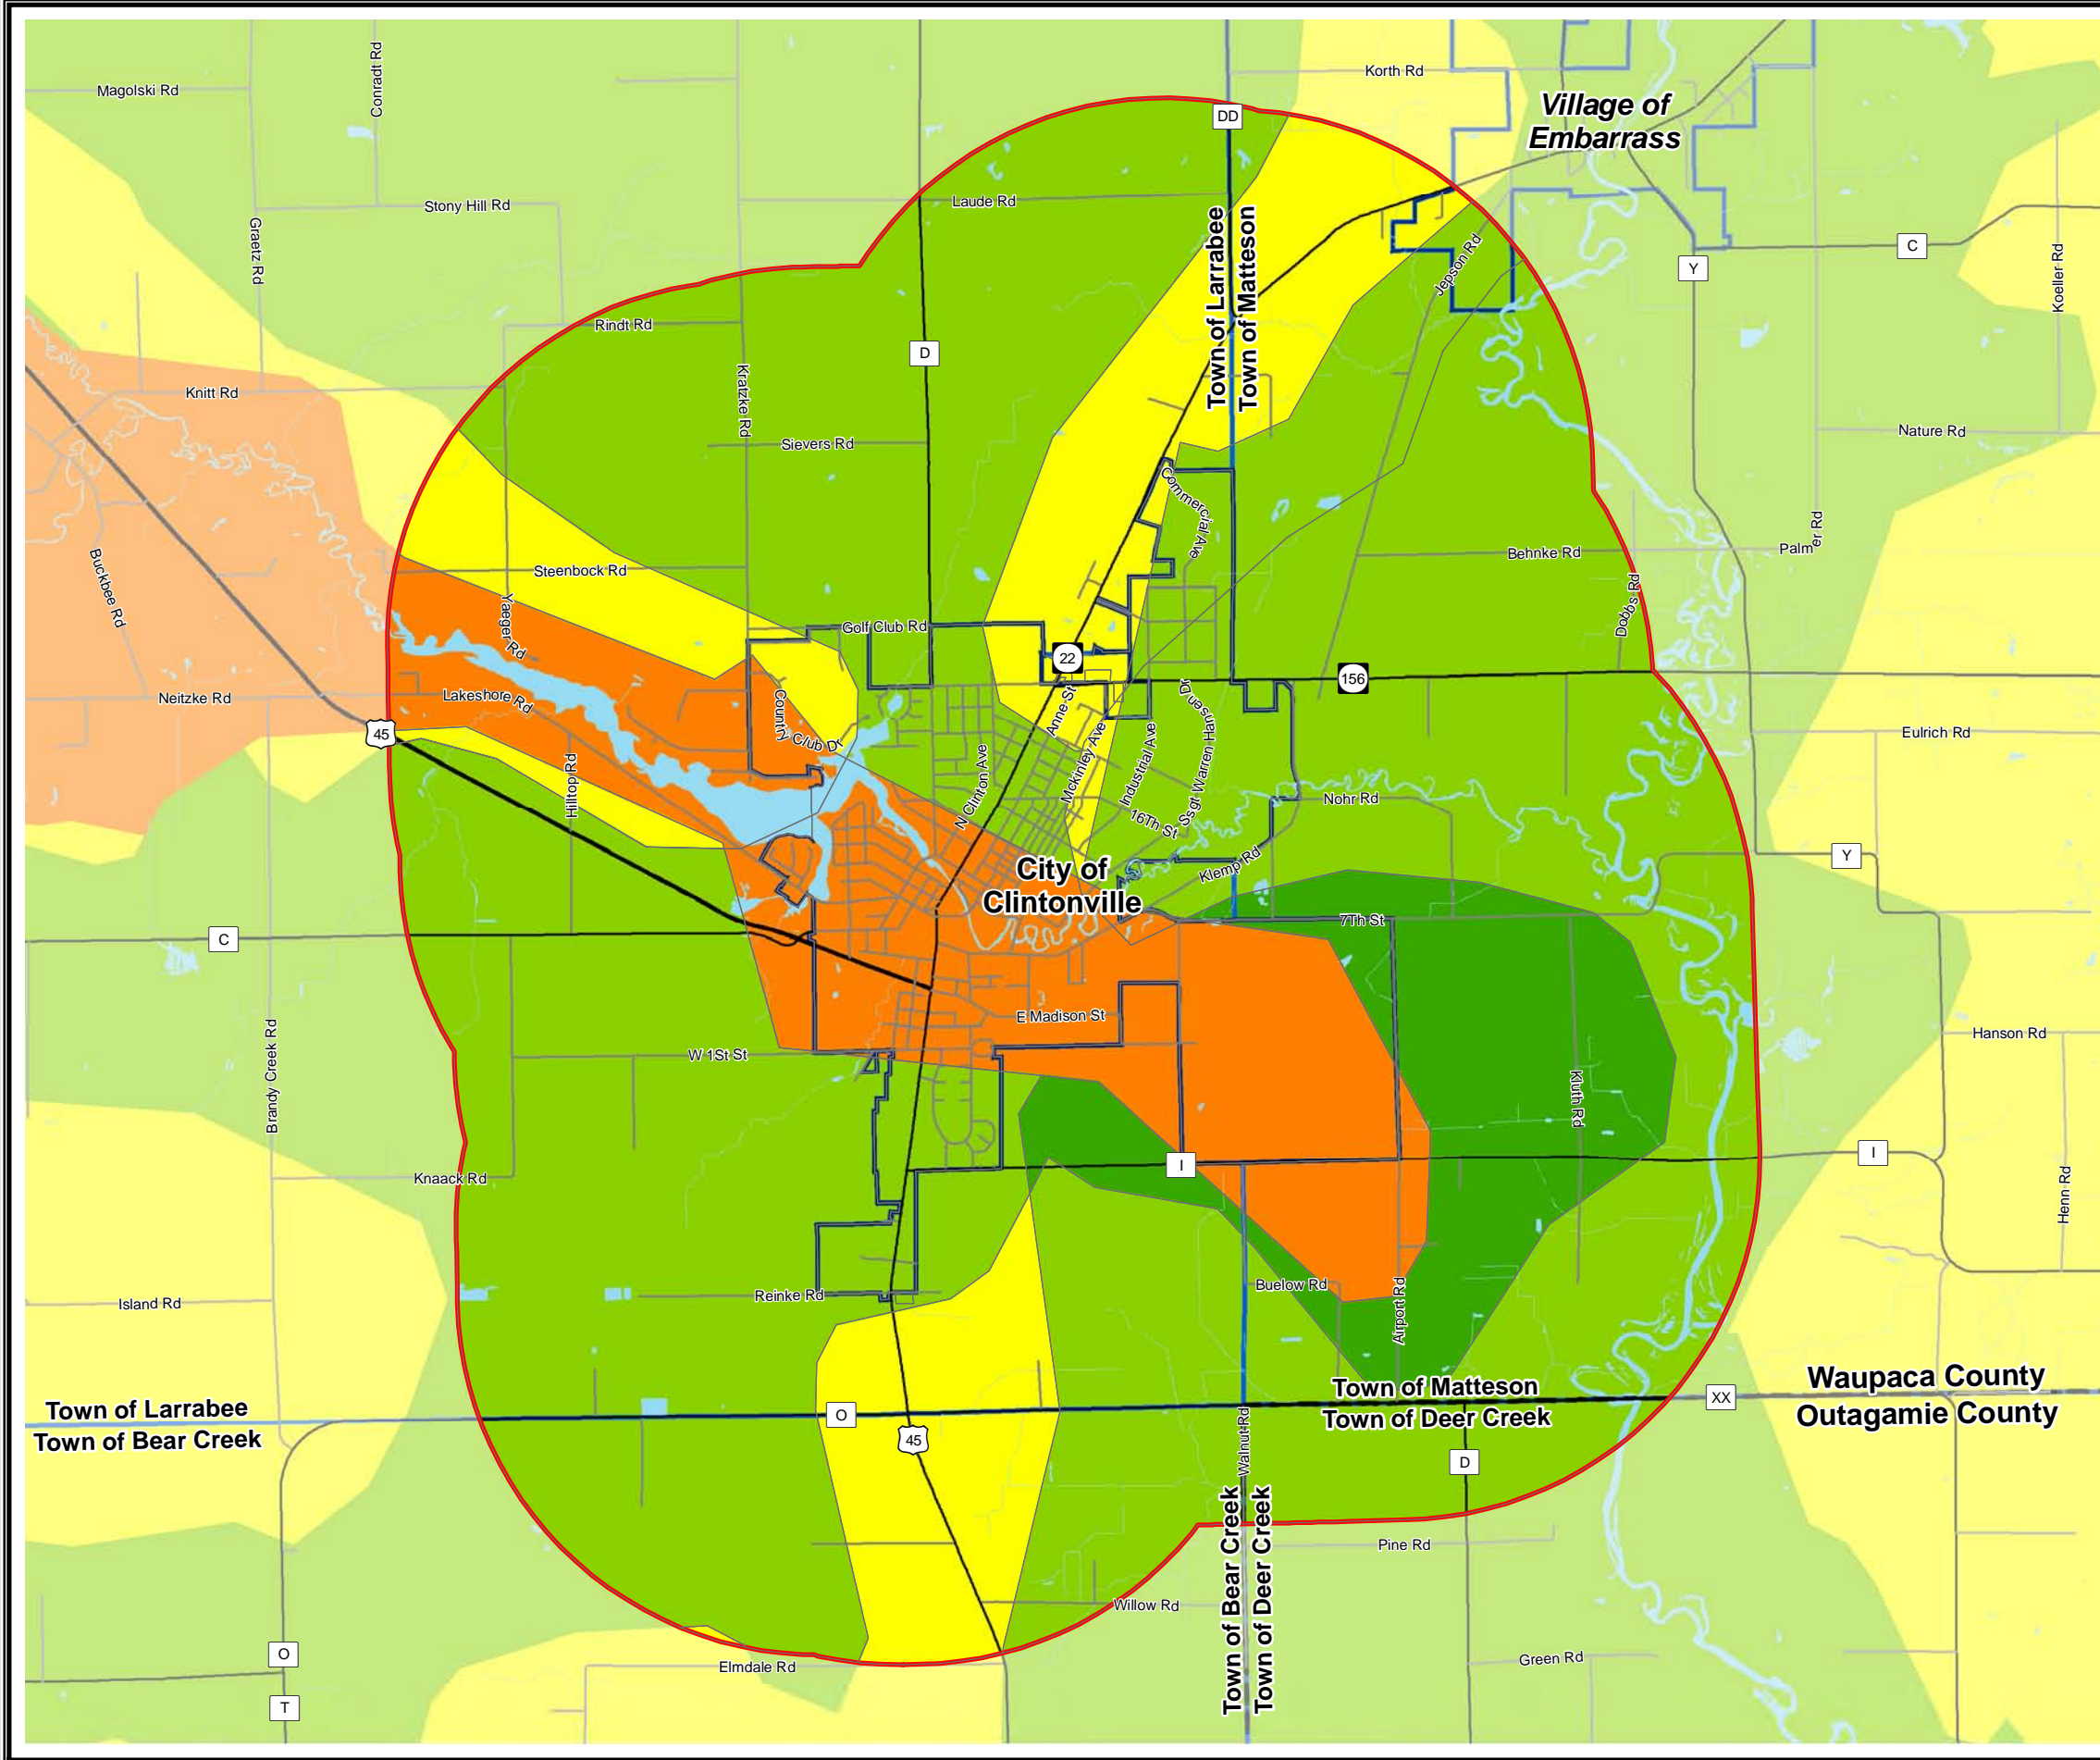 Korth Rd
Magolski Rd
Conradt Rd
Village of
Embarrass
DD
Laude Rd
Stony Hill Rd
Graetz Rd
Town of Larrabee
Town of Matteson
Jepson Rd
C
Y
Koeller Rd
Rindt Rd
D
Knitt Rd
Kratzke Rd
Sievers Rd
Nature Rd
Commercial Ave
Palmer Rd
Behnke Rd
Buckbee Rd
Steenbock Rd
Yaeger Rd
Dobbs Rd
Golf Club Rd
22
156
Neitzke Rd
Lakeshore Rd
Country Club Dr
Anne St
Ssgt Warren Hansen Dr
45
Eulrich Rd
Hilltop Rd
N Clinton Ave
Mckinley Ave
Industrial Ave
16Th St
Nohr Rd
City of
Clintonville
Klemp Rd
Y
7Th St
C
E Madison St
Hanson Rd
W 1St St
Brandy Creek Rd
Kluth Rd
I
I
Knaack Rd
Henn Rd
Island Rd
Reinke Rd
Buelow Rd
Airport Rd
Town of Larrabee
Town of Bear Creek
O
45
Walnut Rd
Town of Matteson
Town of Deer Creek
XX
Waupaca County
Outagamie County
D
Town of Bear Creek
Town of Deer Creek
Pine Rd
Willow Rd
O
Elmdale Rd
Green Rd
T